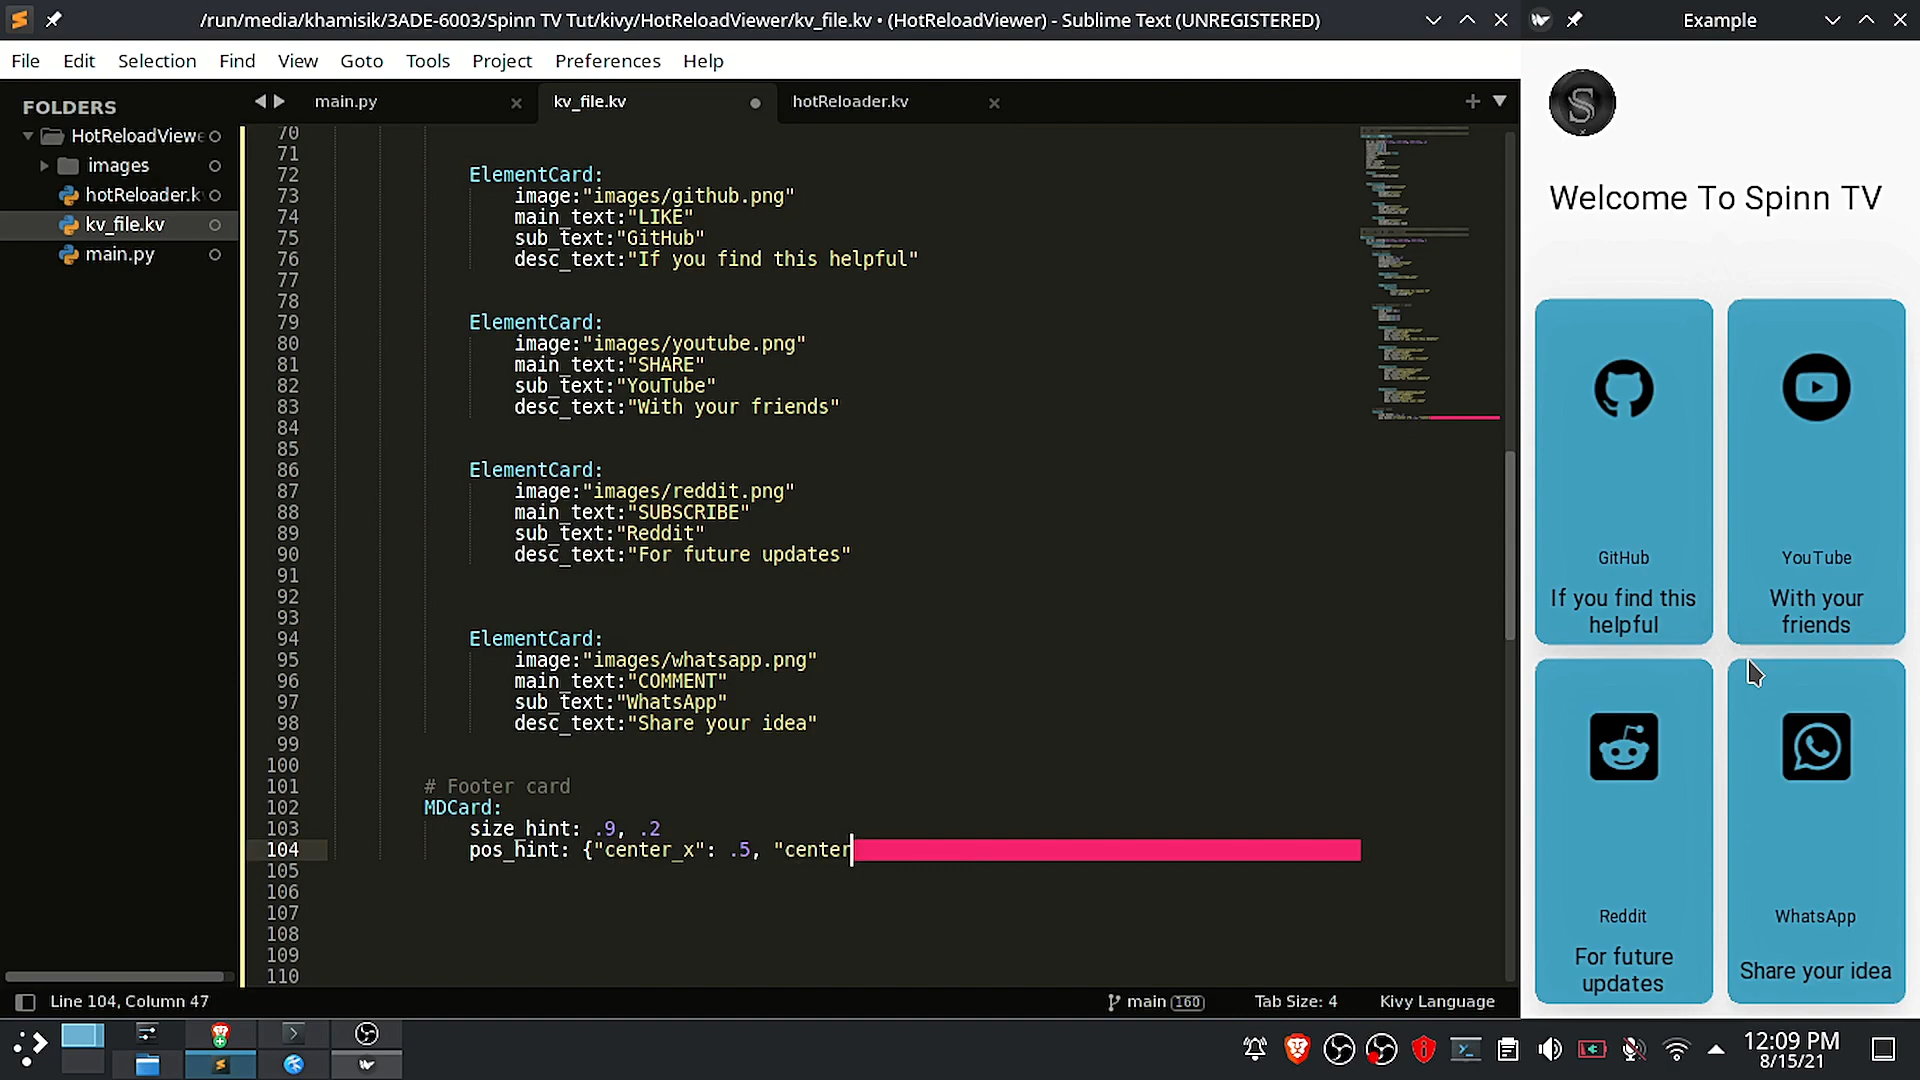 /run/media/khamisik/3ADE-6003/Spinn TV Tut/kivy/HotReloadViewer/kv_file.kv • (HotReloadViewer) - Sublime Text (UNREGISTERED)
Example
File Edit Selection Find View Goto Tools Project Preferences Help
FOLDERS
HotReloadViewe
images
hotReloader.k
kv_file.kv
main.py
main.py
kv_file.kv
hotReloader.kv
70
71
72 ElementCard:
73 image:"images/github.png"
74 main_text:"LIKE"
75 sub_text:"GitHub"
76 desc_text:"If you find this helpful"
77
78
79 ElementCard:
80 image:"images/youtube.png"
81 main_text:"SHARE"
82 sub_text:"YouTube"
83 desc_text:"With your friends"
84
85
86 ElementCard:
87 image:"images/reddit.png"
88 main_text:"SUBSCRIBE"
89 sub_text:"Reddit"
90 desc_text:"For future updates"
91
92
93
94 ElementCard:
95 image:"images/whatsapp.png"
96 main_text:"COMMENT"
97 sub_text:"WhatsApp"
98 desc_text:"Share your idea"
99
100
101 # Footer card
102 MDCard:
103 size_hint: .9, .2
104 pos_hint: {"center_x": .5, "center
105
106
107
108
109
110
Line 104, Column 47
main 160
Tab Size: 4
Kivy Language
S
Welcome To Spinn TV
GitHub
If you find this
helpful
YouTube
With your
friends
Reddit
For future
updates
WhatsApp
Share your idea
12:09 PM
8/15/21